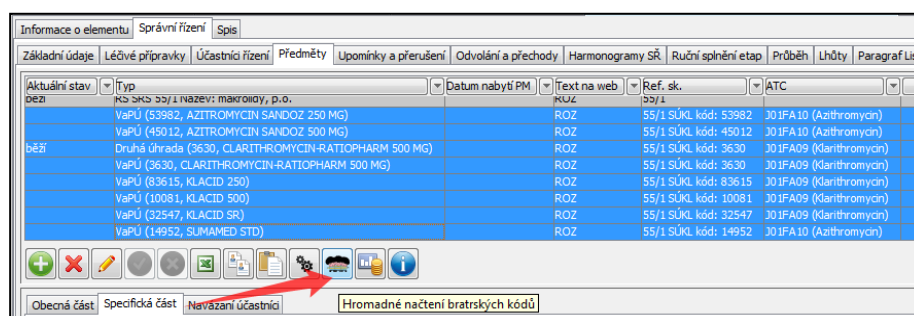 Informace o elementu Správní řízení Spis
Základní údaje Léčivé přípravky Účastníci řízení Předměty Upomínky a přerušení Odvolání a přechody Harmonogramy SŘ Ruční splnění etap Průběh Lhůty Paragraf Lis
Aktuální stav Typ Datum nabytí PM Text na web Ref. sk. ATC
běží RS SRS 55/1 Název: makrolidy, p.o. ROZ 55/1
VaPÚ (53982, AZITROMYCIN SANDOZ 250 MG) ROZ 55/1 SÚKL kód: 53982 J01FA10 (Azithromycin)
VaPÚ (45012, AZITROMYCIN SANDOZ 500 MG) ROZ 55/1 SÚKL kód: 45012 J01FA10 (Azithromycin)
běží Druhá úhrada (3630, CLARITHROMYCIN-RATIOPHARM 500 MG) ROZ 55/1 SÚKL kód: 3630 J01FA09 (Klarithromycin)
VaPÚ (3630, CLARITHROMYCIN-RATIOPHARM 500 MG) ROZ 55/1 SÚKL kód: 3630 J01FA09 (Klarithromycin)
VaPÚ (83615, KLACID 250) ROZ 55/1 SÚKL kód: 83615 J01FA09 (Klarithromycin)
VaPÚ (10081, KLACID 500) ROZ 55/1 SÚKL kód: 10081 J01FA09 (Klarithromycin)
VaPÚ (32547, KLACID SR) ROZ 55/1 SÚKL kód: 32547 J01FA09 (Klarithromycin)
VaPÚ (14952, SUMAMED STD) ROZ 55/1 SÚKL kód: 14952 J01FA10 (Azithromycin)
Obecná část Specifická část Navázaní účastníci Hromadné načtení bratrských kódů